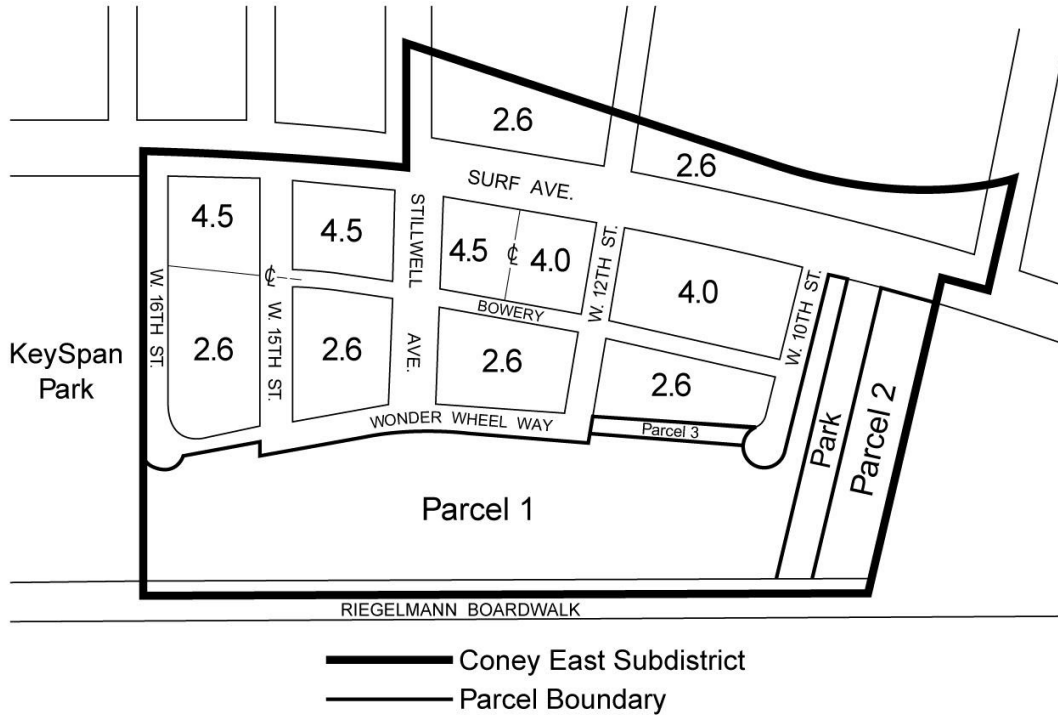 2.6
2.6
SURF AVE.
4.5
4.5
STILLWELL
AVE.
4.5
℄
4.0
W. 12TH ST.
4.0
W. 10TH ST.
W. 16TH ST.
℄
W. 15TH ST.
BOWERY
KeySpan
Park
2.6
2.6
2.6
2.6
WONDER WHEEL WAY
Parcel 3
Park
Parcel 2
Parcel 1
RIEGELMANN BOARDWALK
Coney East Subdistrict
Parcel Boundary